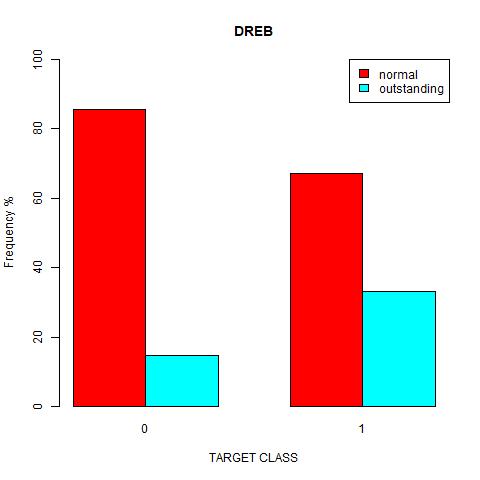 DREB
normal
outstanding
Frequency %
100
80
60
40
20
0
0
1
TARGET CLASS